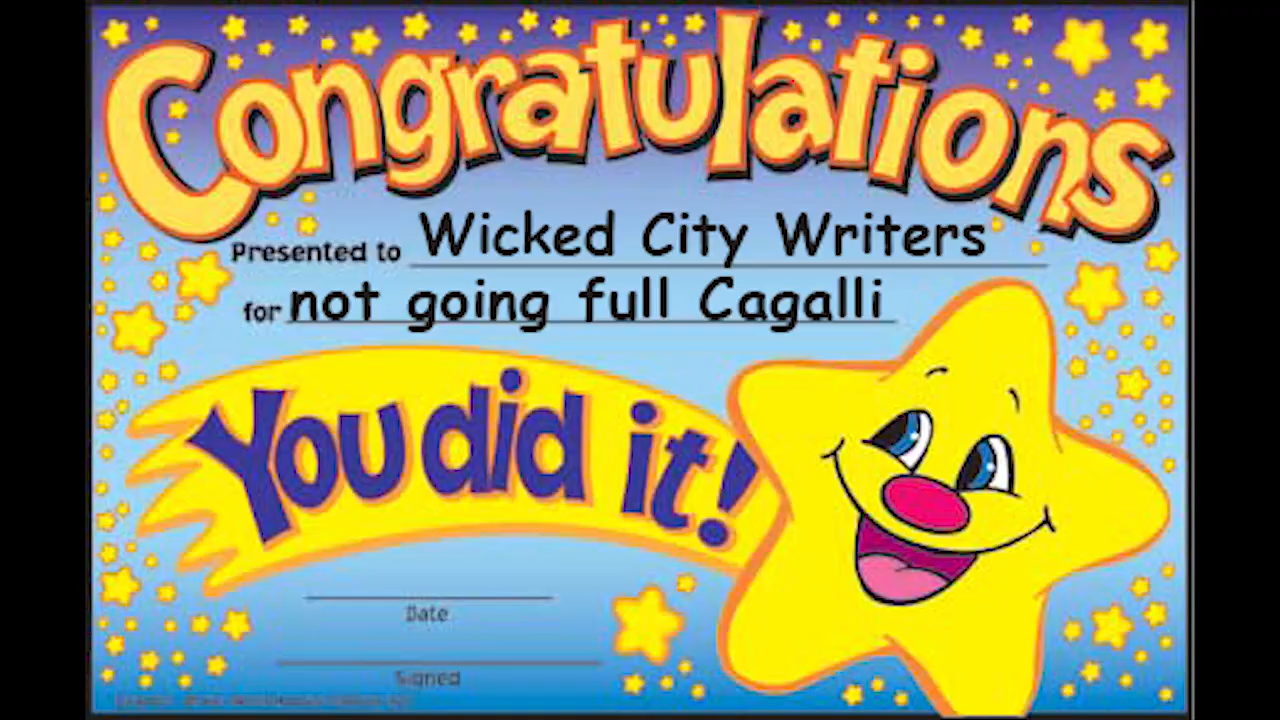 Congratulations
Presented to Wicked City Writers
for not going full Cagalli
You did it!
Date
Signed